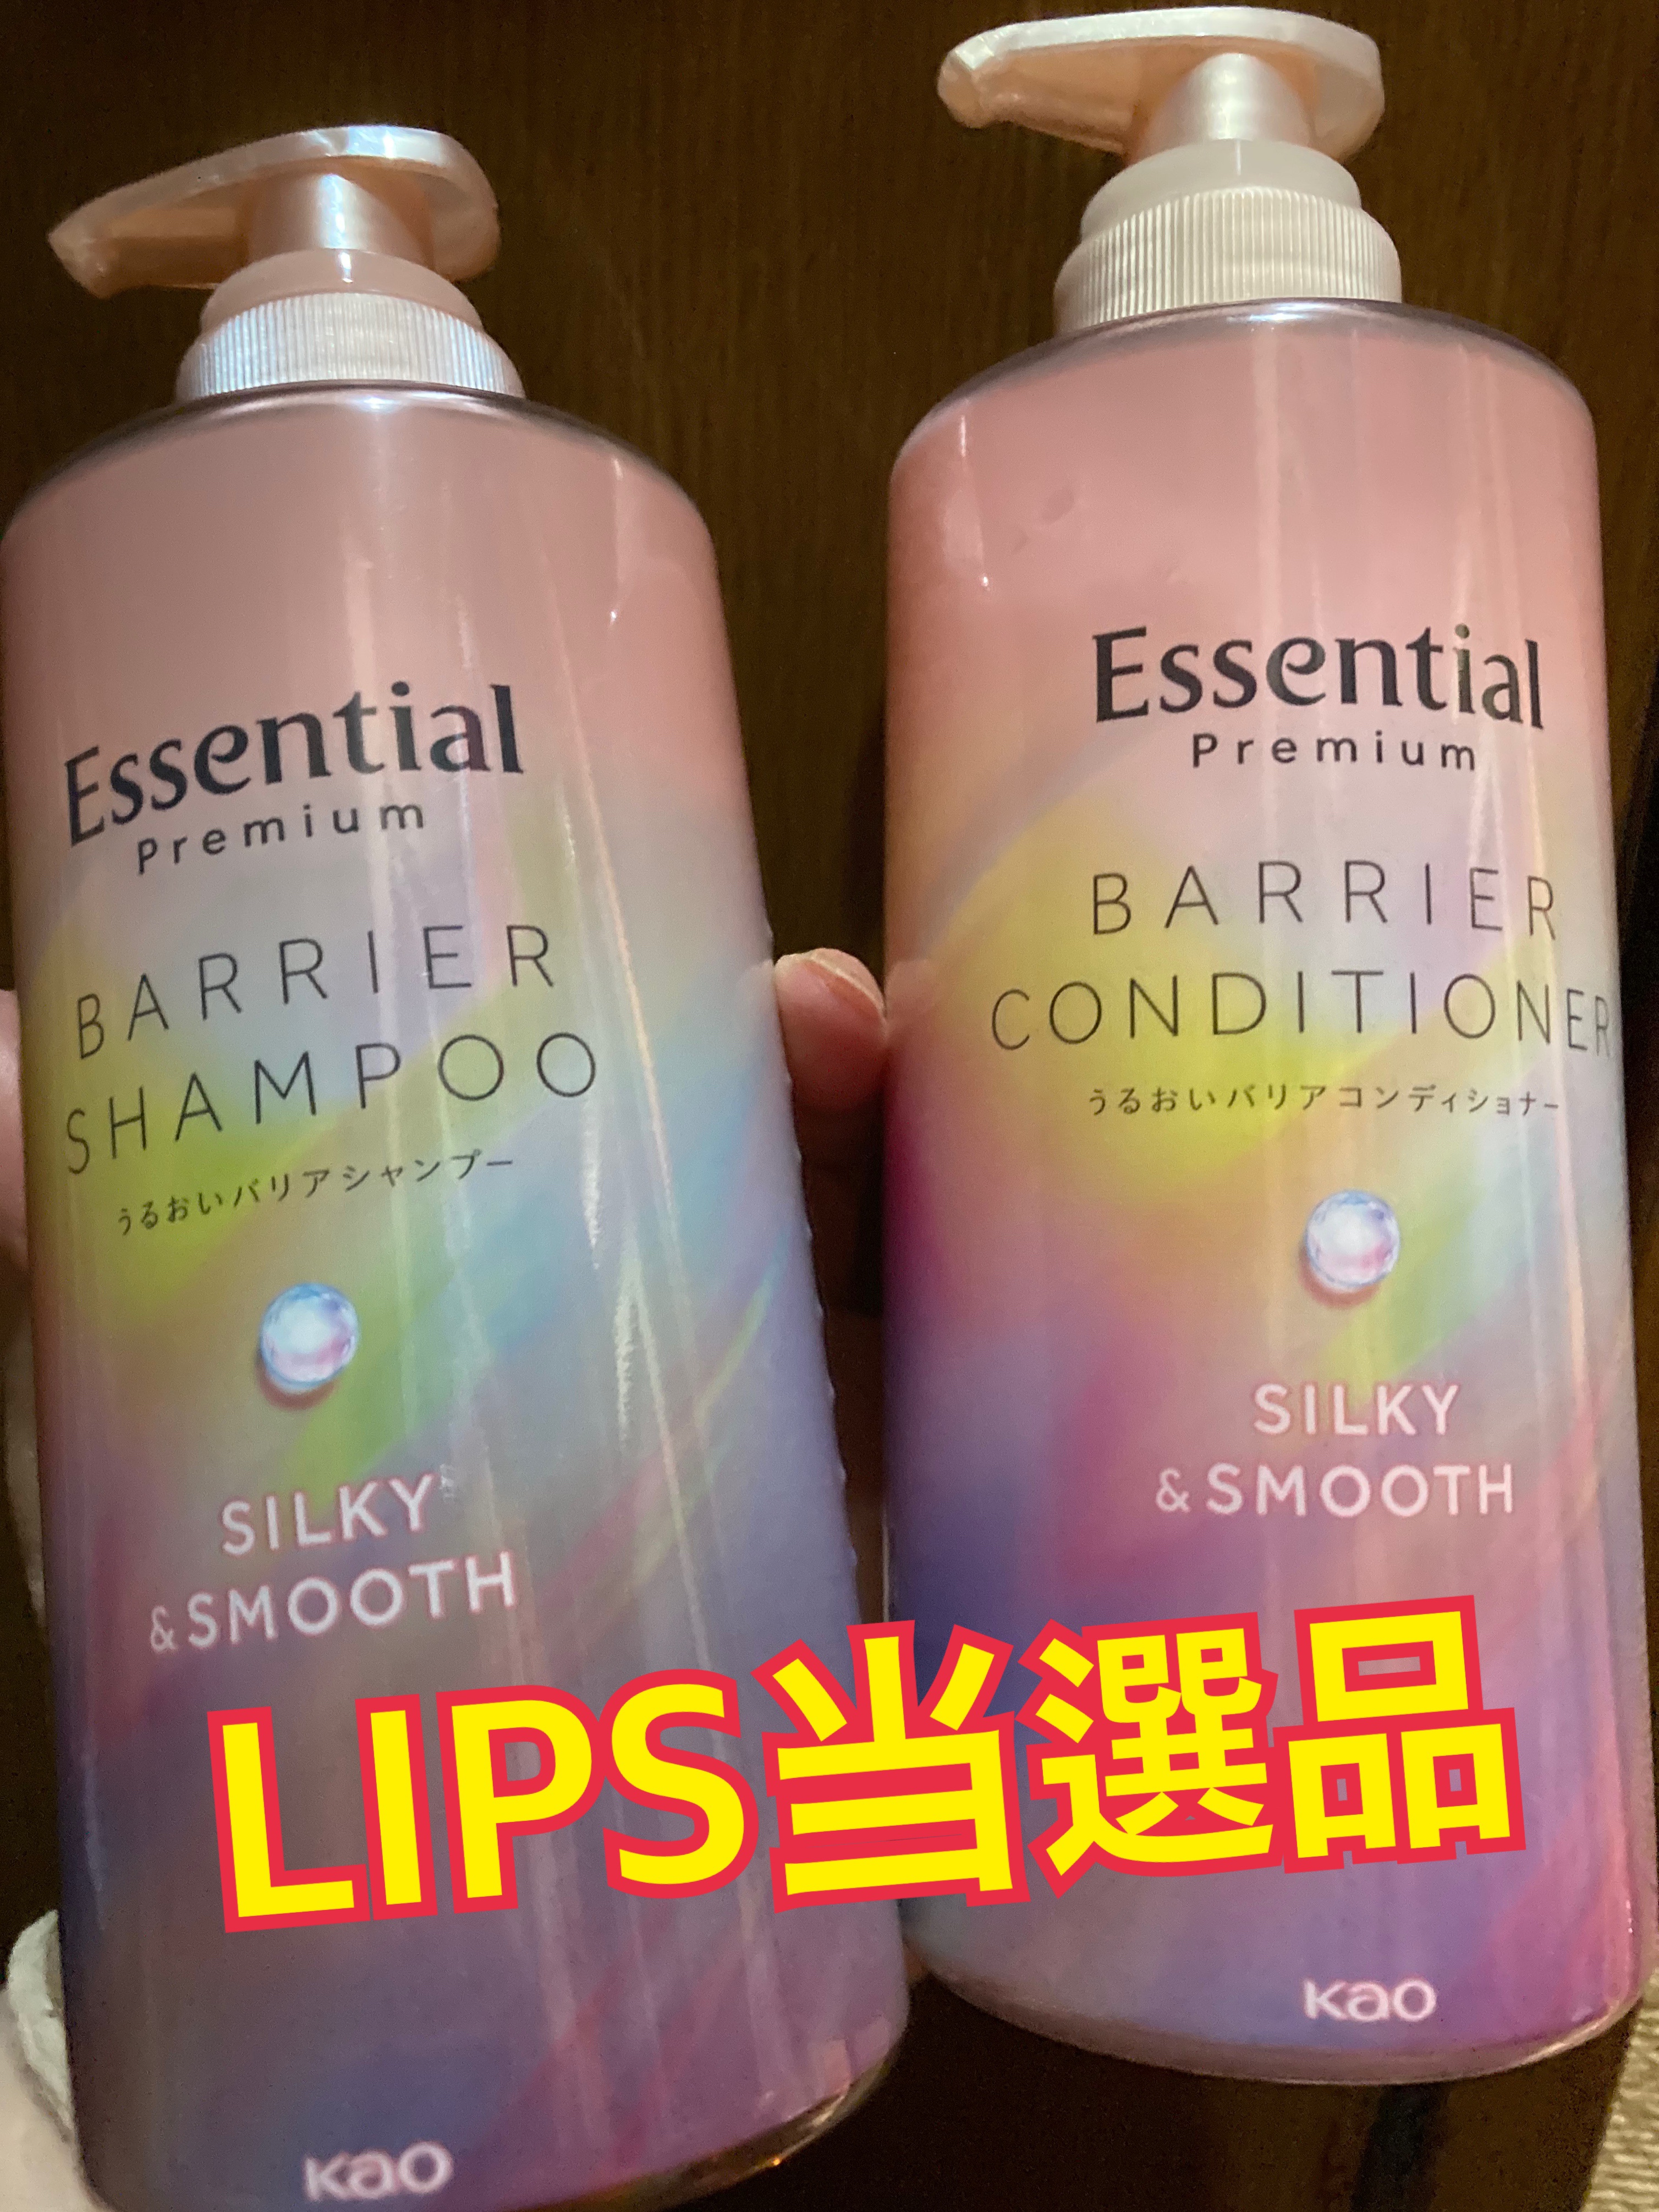 Essential
Premium
BARRIER
SHAMPOO
うるおいバリアシャンプー
SILKY
&SMOOTH
Kao
Essential
Premium
BARRIER
CONDITIONER
うるおいバリアコンディショナー
SILKY
&SMOOTH
Kao
LIPS当選品